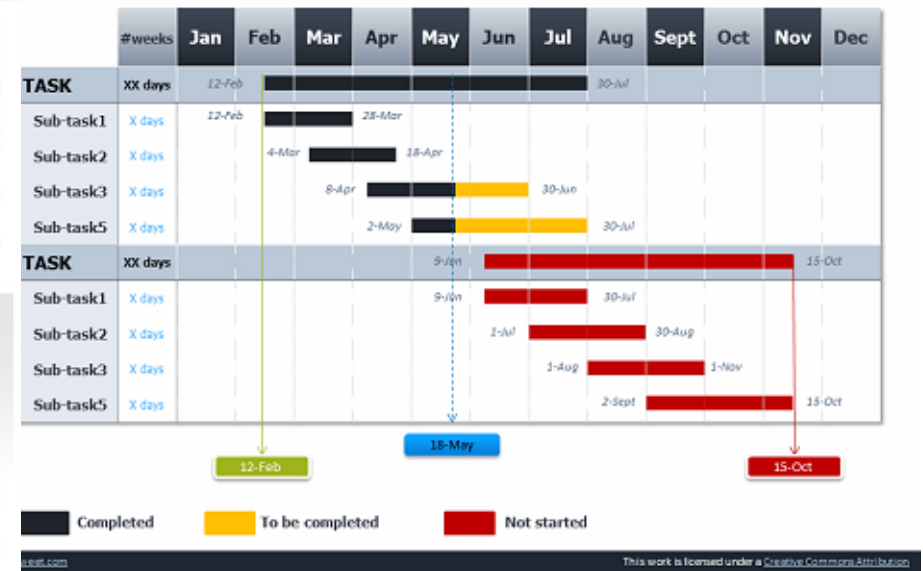 #weeks Jan Feb Mar Apr May Jun Jul Aug Sept Oct Nov Dec
TASK XX days 12-Feb 30-Jul
Sub-task1 X days 12-Feb 28-Mar
Sub-task2 X days 4-Mar 18-Apr
Sub-task3 X days 8-Apr 30-Jun
Sub-task5 X days 2-May 30-Jul
TASK XX days 9-Jan 15-Oct
Sub-task1 X days 9-Jan 30-Jul
Sub-task2 X days 1-Jul 30-Aug
Sub-task3 X days 1-Aug 1-Nov
Sub-task5 X days 2-Sept 15-Oct
18-May
12-Feb 15-Oct
Completed To be completed Not started
This work is licensed under a Creative Commons Attribution